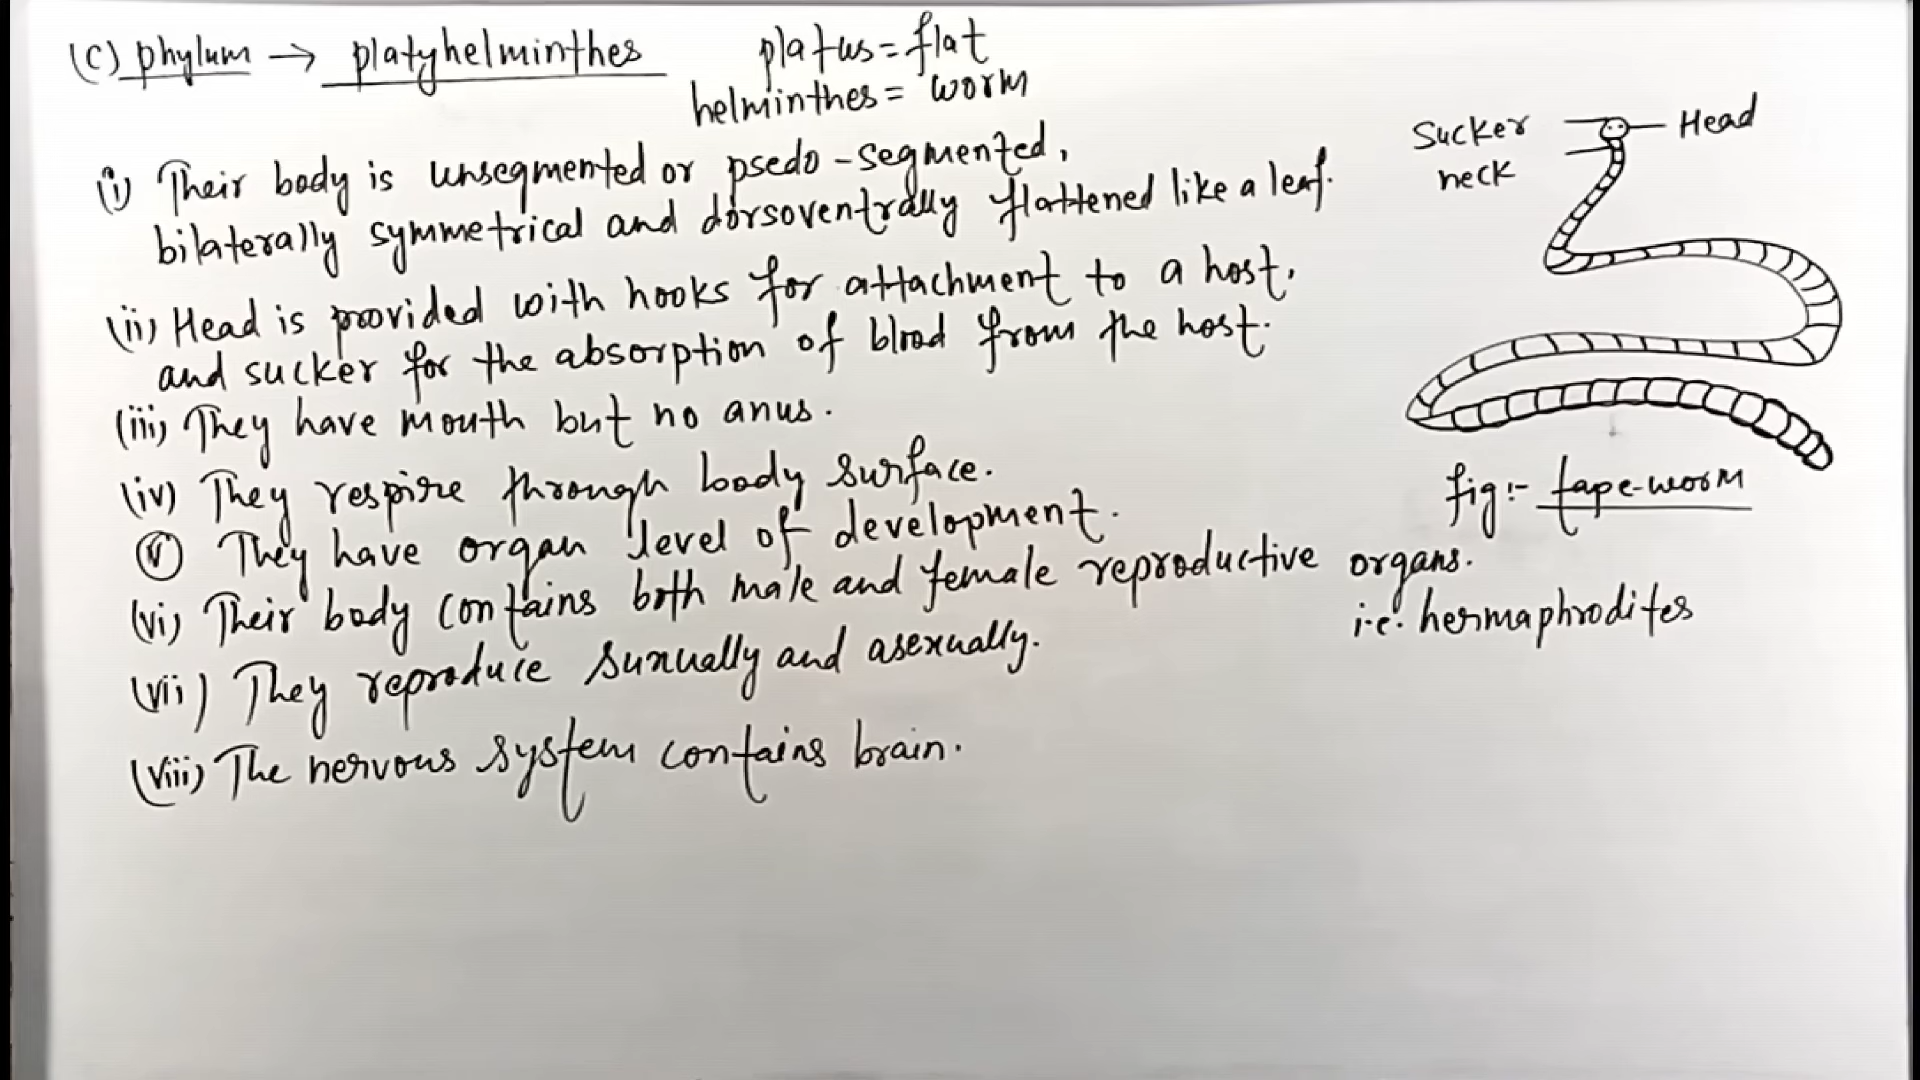 (C) phylum → platyhelminthes
platus = flat
helminthes = worm
(i) Their body is unsegmented or psedo-segmented,
bilaterally symmetrical and dorsoventrally flattened like a leaf.
(ii) Head is provided with hooks for attachment to a host,
and sucker for the absorption of blood from the host.
(iii) They have mouth but no anus.
(iv) They respire through body surface.
(v) They have organ level of development.
(vi) Their body contains both male and female reproductive organs.
i.e. hermaphrodites
(vii) They reproduce sunually and asexually.
(viii) The nervous system contains brain.
Sucker
Head
neck
fig:- tape-worm